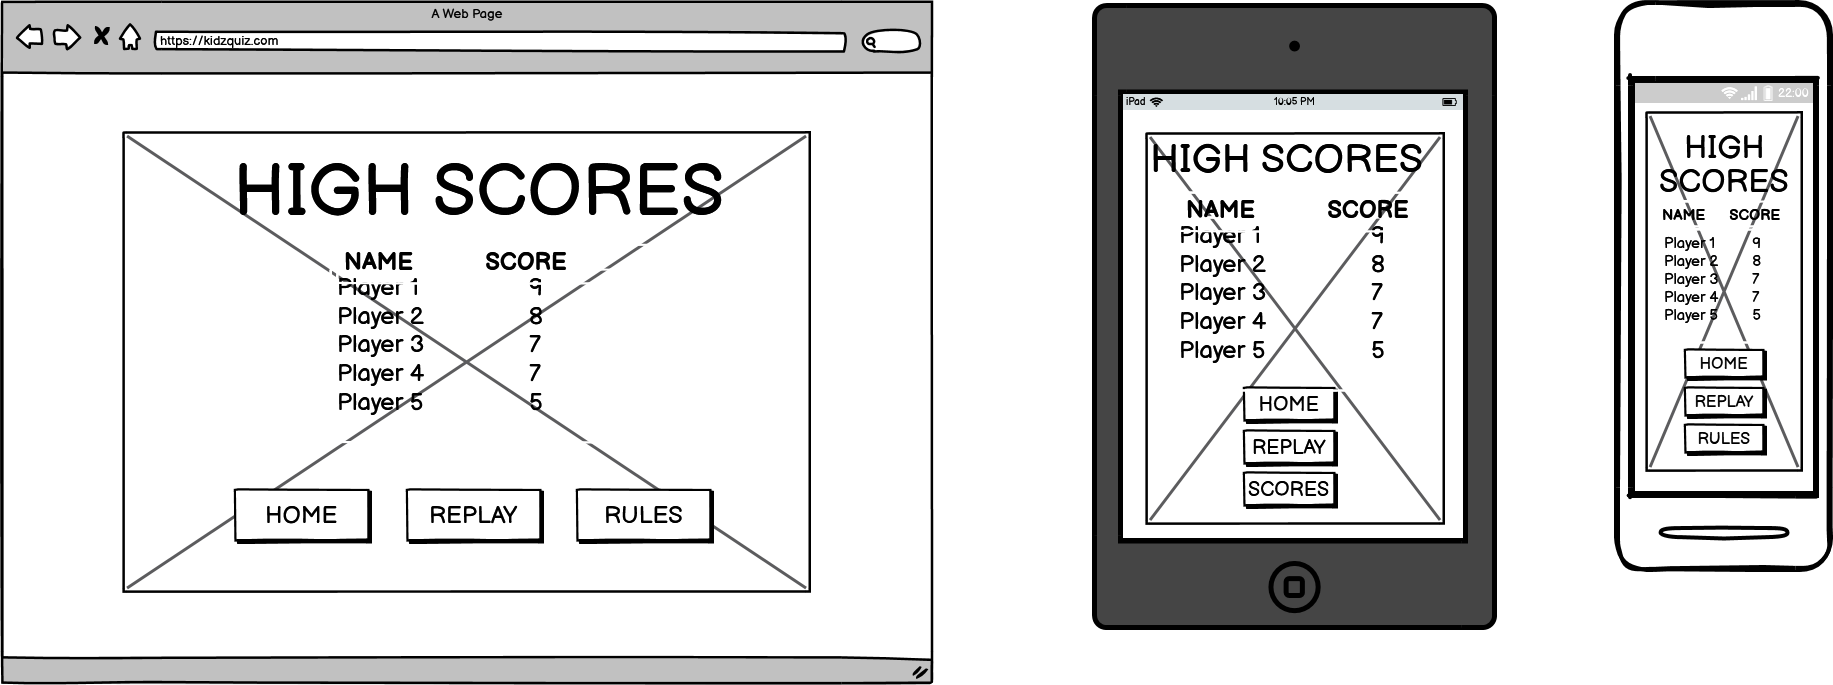 A Web Page
https://kidzquiz.com
HIGH SCORES
NAME SCORE
Player 1 9
Player 2 8
Player 3 7
Player 4 7
Player 5 5
HOME REPLAY RULES
iPad 10:05 PM
HIGH SCORES
NAME SCORE
Player 1 9
Player 2 8
Player 3 7
Player 4 7
Player 5 5
HOME
REPLAY
SCORES
22:00
HIGH
SCORES
NAME SCORE
Player 1 9
Player 2 8
Player 3 7
Player 4 7
Player 5 5
HOME
REPLAY
RULES